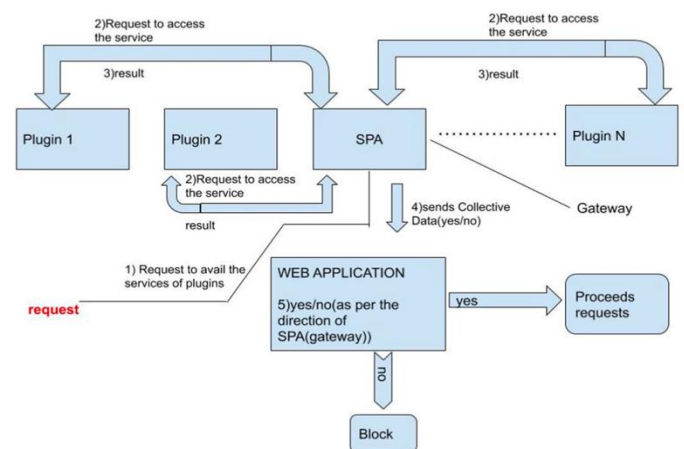 2)Request to access
the service
2)Request to access
the service
3)result
3)result
Plugin 1
Plugin 2
SPA
Plugin N
2)Request to access
the service
result
4)sends Collective
Data(yes/no)
Gateway
1) Request to avail the
services of plugins
request
WEB APPLICATION
5)yes/no(as per the
direction of
SPA(gateway))
yes
Proceeds
requests
no
Block